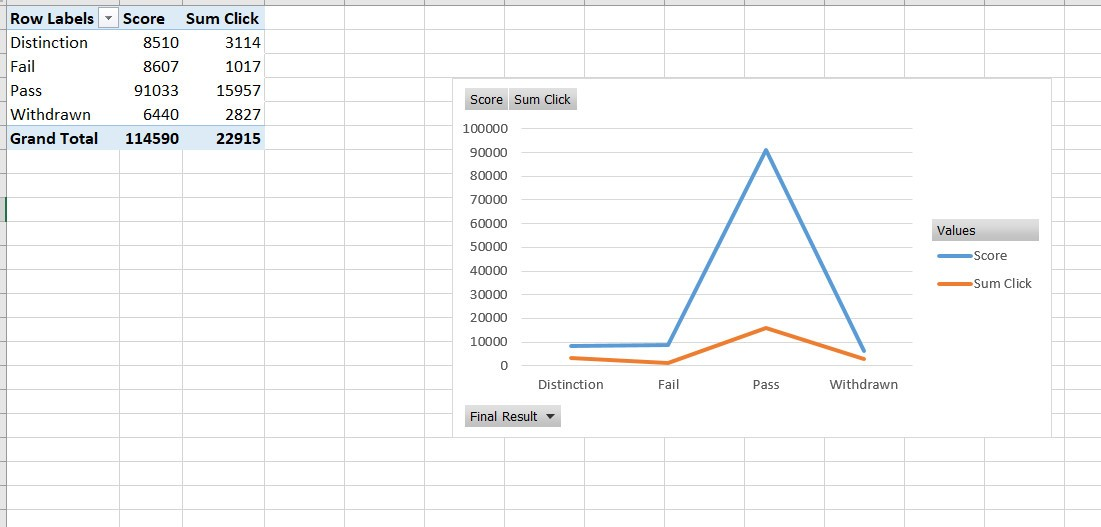 Row Labels Score Sum Click
Distinction 8510 3114
Fail 8607 1017
Pass 91033 15957
Withdrawn 6440 2827
Grand Total 114590 22915
Score Sum Click
100000
90000
80000
70000
60000
50000
40000
30000
20000
10000
0
Distinction Fail Pass Withdrawn
Values
Score
Sum Click
Final Result